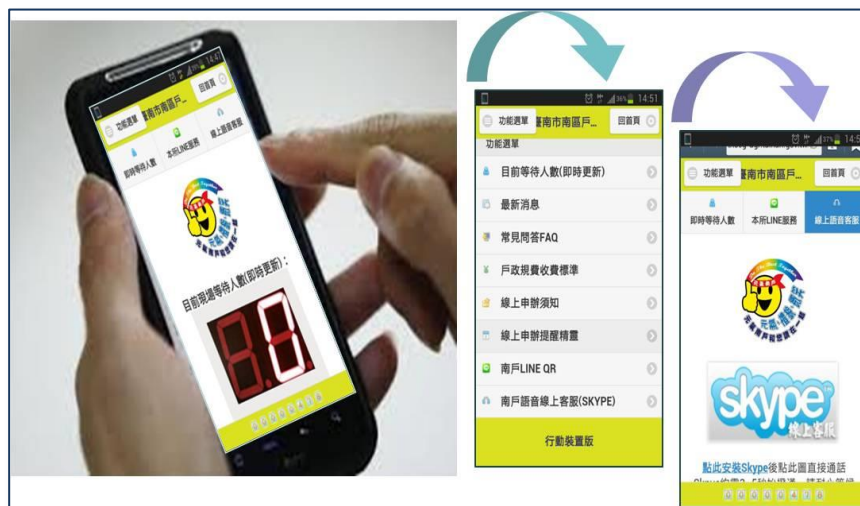 14:47
功能選單
臺南市南區戶...
回首頁
即時等待人數
本所LINE服務
線上語音客服
目前現場等待人數(即時更新)：
0
36%
14:51
功能選單
臺南市南區戶...
回首頁
功能選單
目前等待人數(即時更新)
最新消息
常見問答FAQ
戶政規費收費標準
線上申辦須知
線上申辦提醒精靈
南戶LINE QR
南戶語音線上客服(SKYPE)
行動裝置版
37%
功能選單
臺南市南區戶...
回首頁
即時等待人數
本所LINE服務
線上語音客服
skype
線上客服
點此安裝Skype後點此圖直接通話